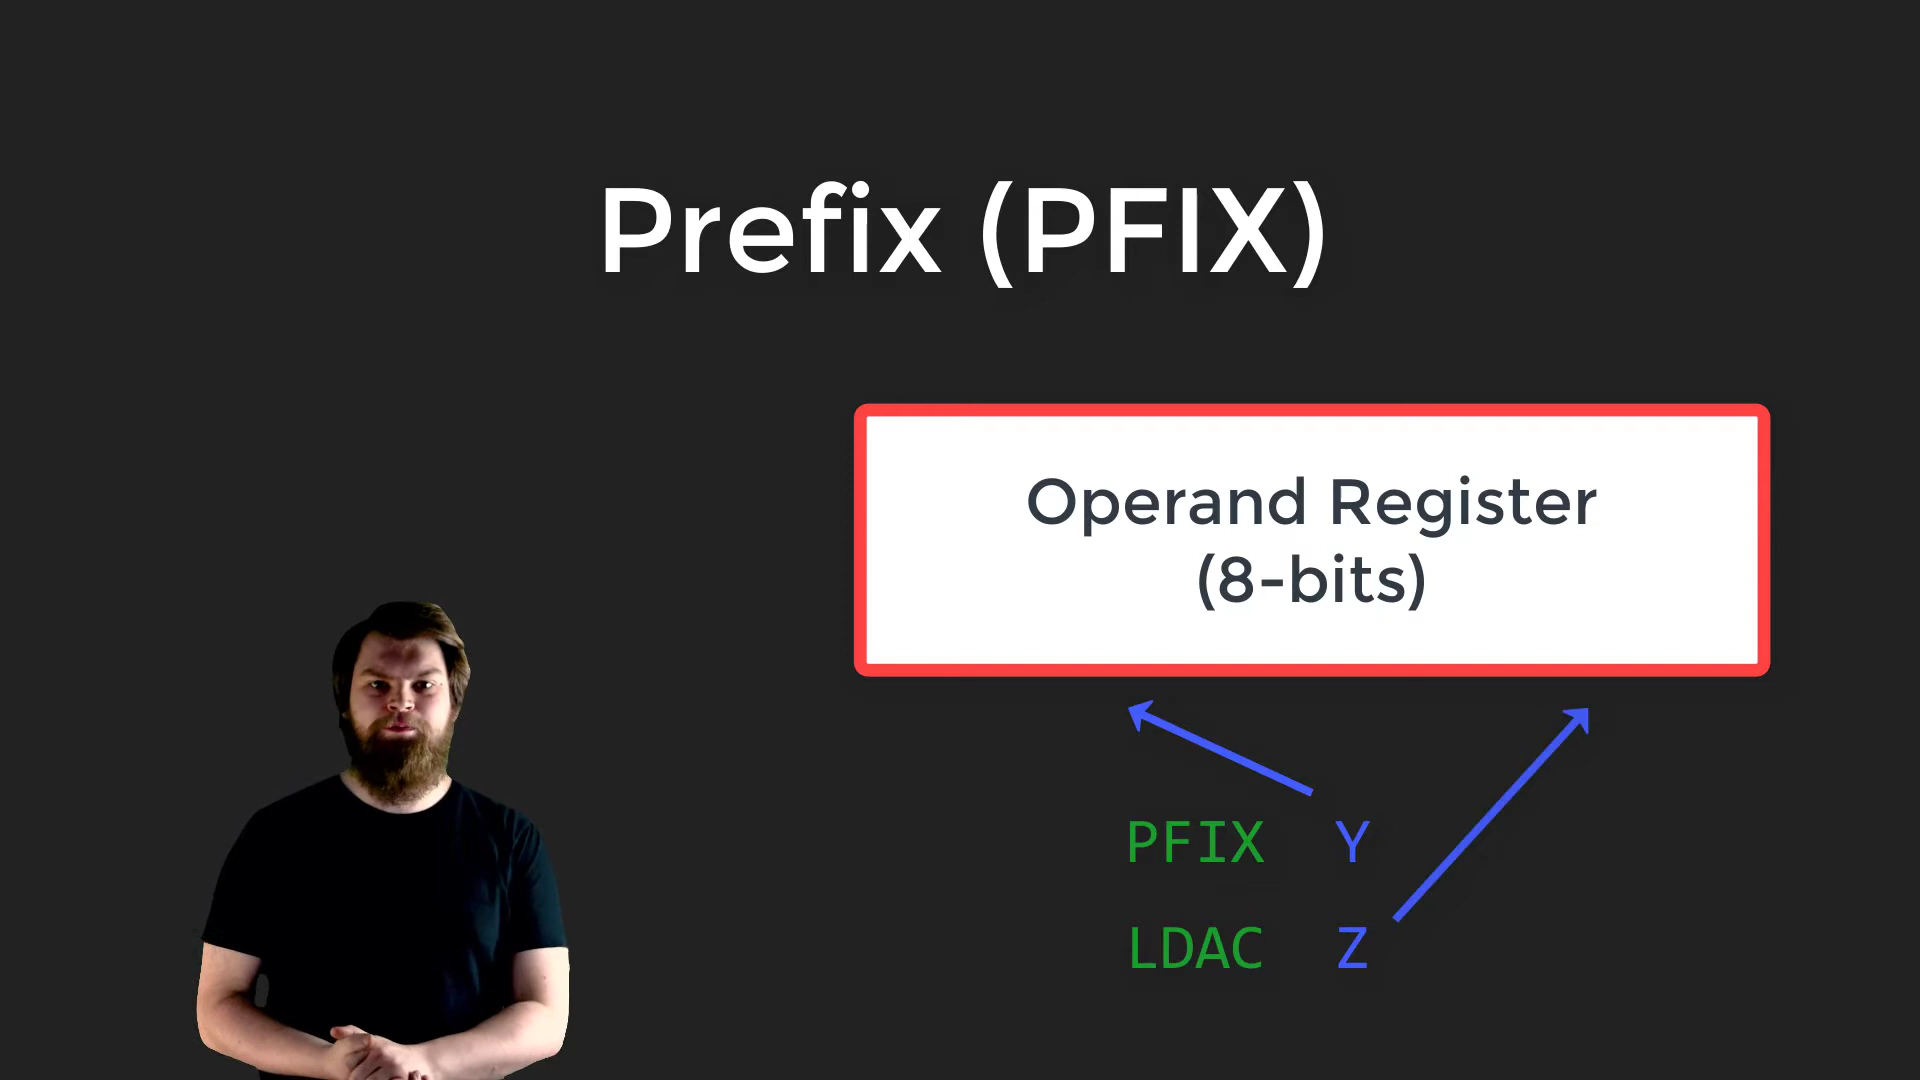 Prefix (PFIX)
Operand Register
(8-bits)
PFIX Y
LDAC Z